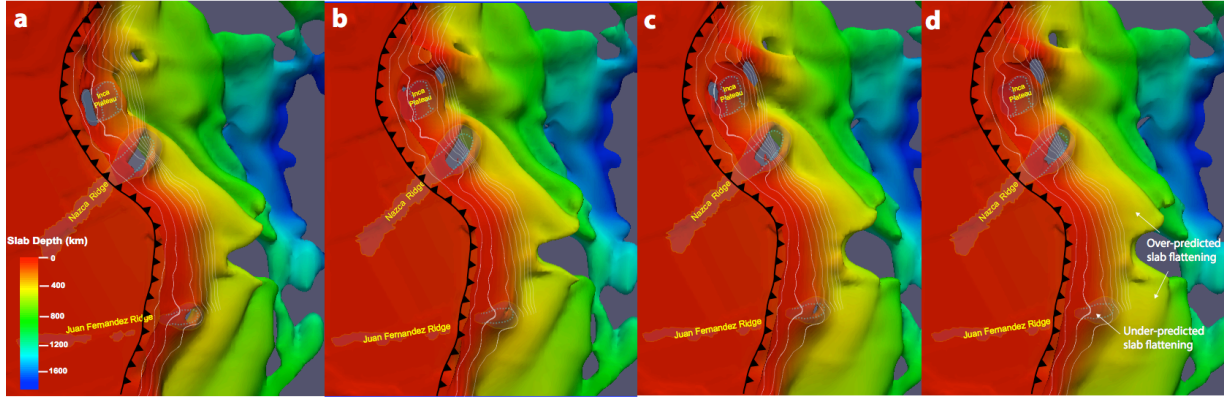 a
Inca
Plateau
Nazca Ridge
Slab Depth (km)
0
400
800
1200
1600
Juan Fernandez Ridge
b
Inca
Plateau
Nazca Ridge
Juan Fernandez Ridge
c
Inca
Plateau
Nazca Ridge
Juan Fernandez Ridge
d
Inca
Plateau
Nazca Ridge
Over-predicted
slab flattening
Juan Fernandez Ridge
Under-predicted
slab flattening